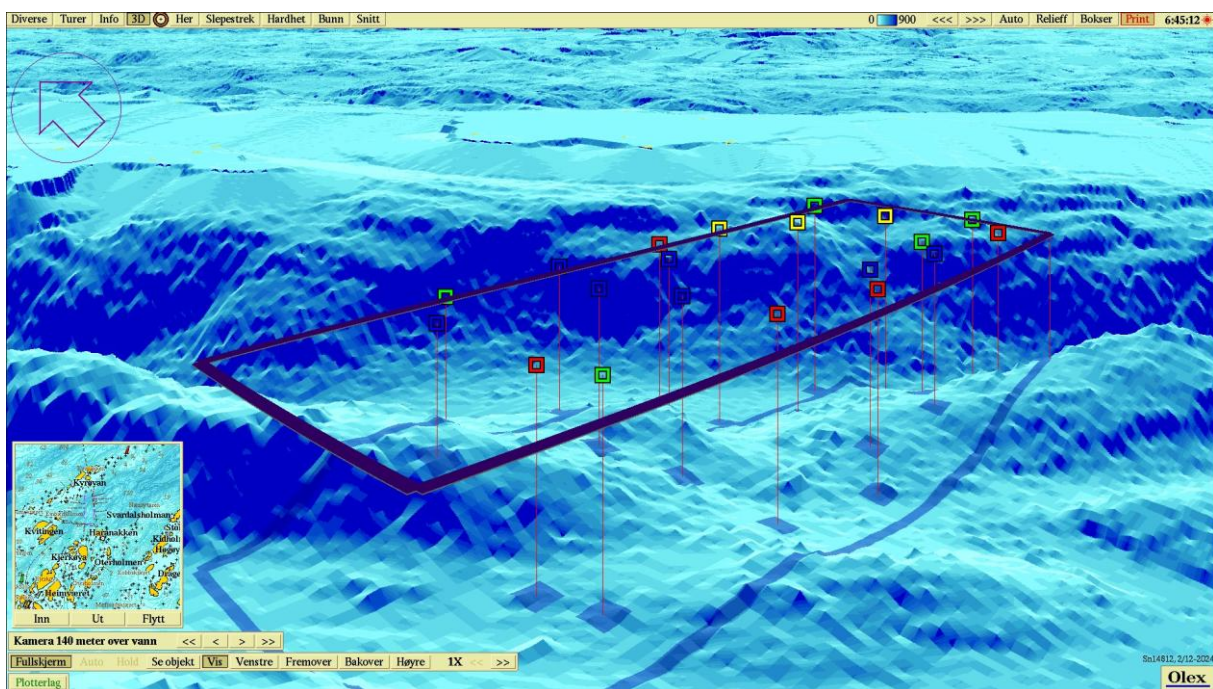 Diverse Turer Info 3D Her Slepestrek Hardhet Bunn Snitt 0 900 <<< >>> Auto Relieff Bokser Print 6:45:12
Kyrøyan
Svardalsholman
Kvitingen
Haranakken
Kjerkøya
Oterholmen
Heimværet
Inn Ut Flytt
Kamera 140 meter over vann << < > >>
Fullskjerm Auto Hold Se objekt Vis Venstre Fremover Bakover Høyre 1X << >>
Sn14812, 2/12-2024
Plotterlag
Olex